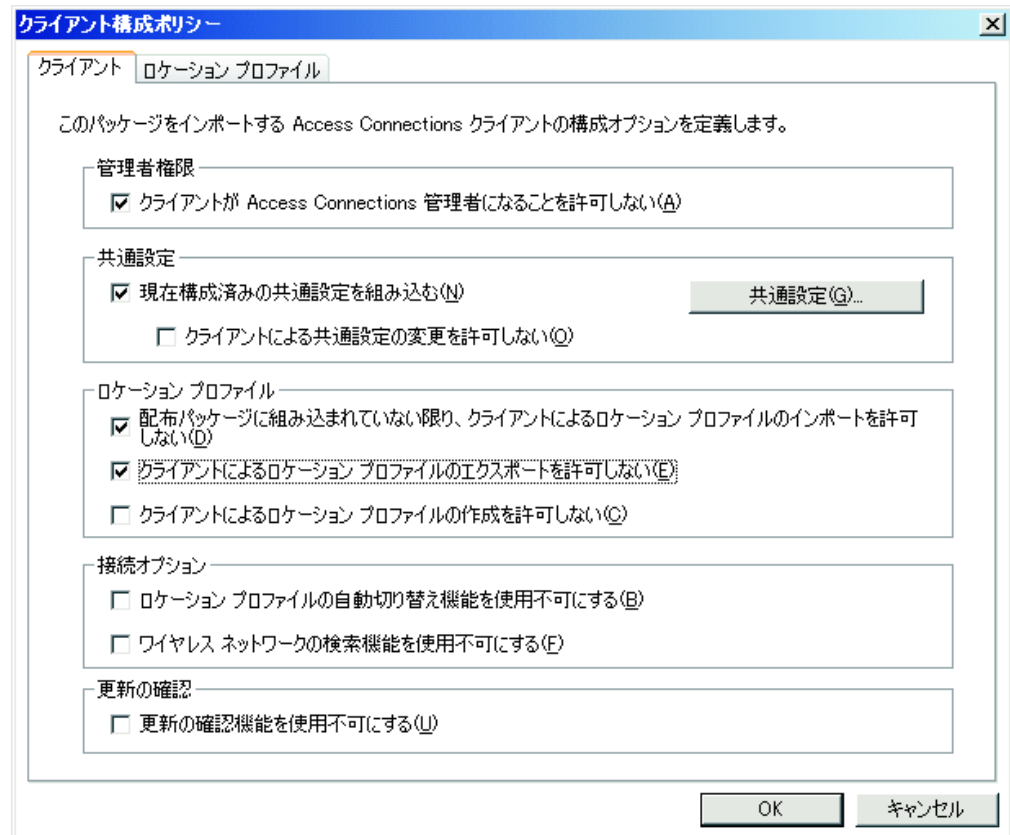 クライアント構成ポリシー
クライアント
ロケーション プロファイル
このパッケージをインポートする Access Connections クライアントの構成オプションを定義します。
管理者権限
クライアントが Access Connections 管理者になることを許可しない(A)
共通設定
現在構成済みの共通設定を組み込む(N)
共通設定(G)...
クライアントによる共通設定の変更を許可しない(O)
ロケーション プロファイル
配布パッケージに組み込まれていない限り、クライアントによるロケーション プロファイルのインポートを許可
しない(D)
クライアントによるロケーション プロファイルのエクスポートを許可しない(E)
クライアントによるロケーション プロファイルの作成を許可しない(C)
接続オプション
ロケーション プロファイルの自動切り替え機能を使用不可にする(B)
ワイヤレス ネットワークの検索機能を使用不可にする(F)
更新の確認
更新の確認機能を使用不可にする(U)
OK
キャンセル